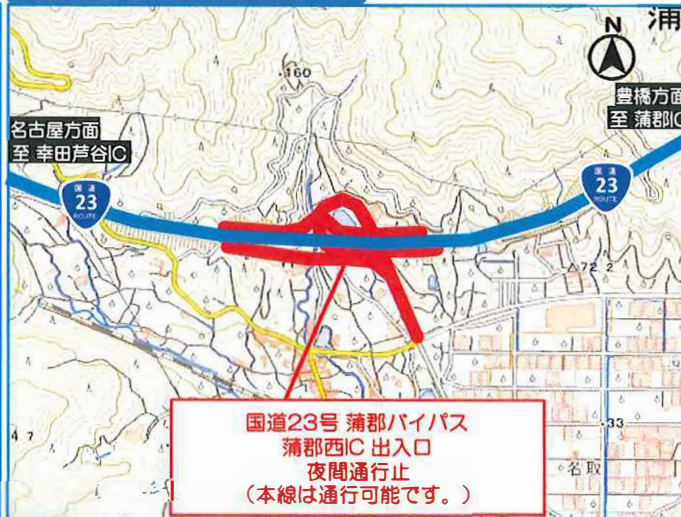 N
浦
・160
豊橋方面
至 蒲郡IC
名古屋方面
至 幸田芦谷IC
国道
23
ROUTE
国道
23
ROUTE
72.2
国道23号 蒲郡バイパス
蒲郡西IC 出入口
夜間通行止
（本線は通行可能です。）
・33
47
名取